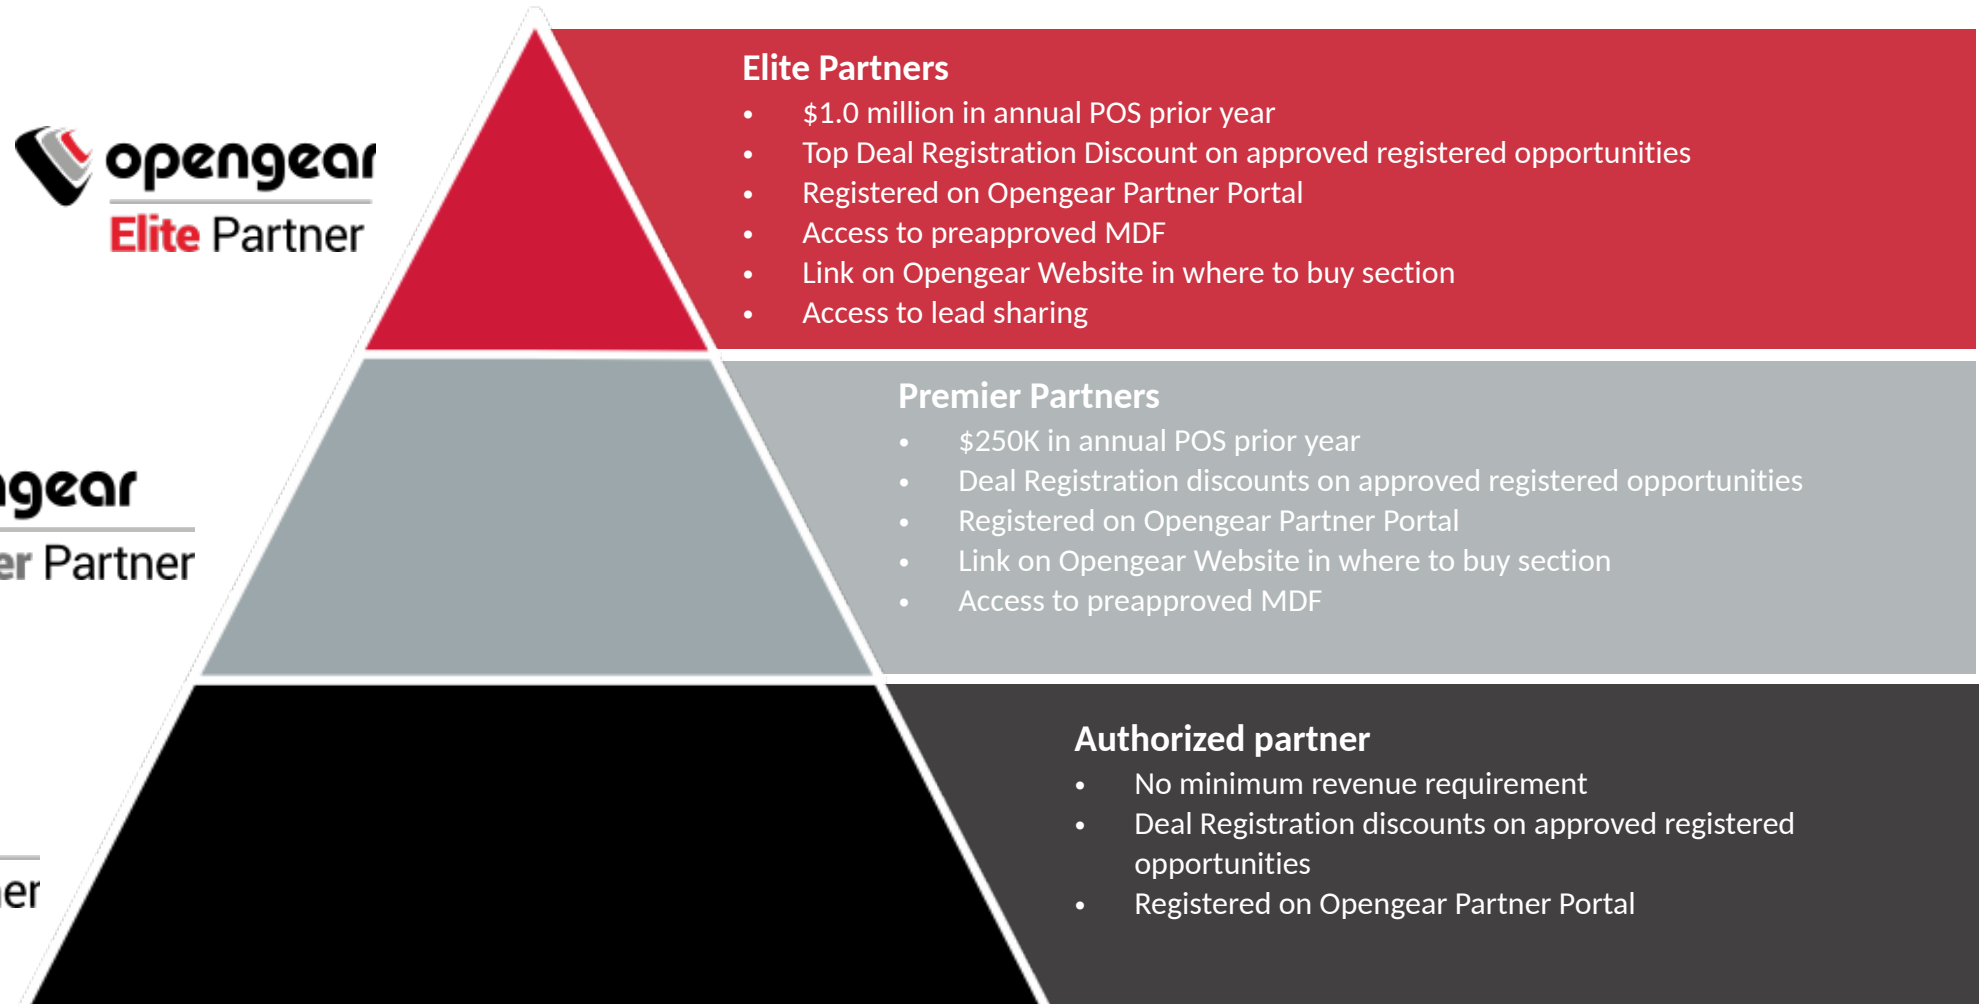 opengear
Elite Partner
Elite Partners
• $1.0 million in annual POS prior year
• Top Deal Registration Discount on approved registered opportunities
• Registered on Opengear Partner Portal
• Access to preapproved MDF
• Link on Opengear Website in where to buy section
• Access to lead sharing
ngear
er Partner
Premier Partners
• $250K in annual POS prior year
• Deal Registration discounts on approved registered opportunities
• Registered on Opengear Partner Portal
• Link on Opengear Website in where to buy section
• Access to preapproved MDF
er
Authorized partner
• No minimum revenue requirement
• Deal Registration discounts on approved registered
opportunities
• Registered on Opengear Partner Portal